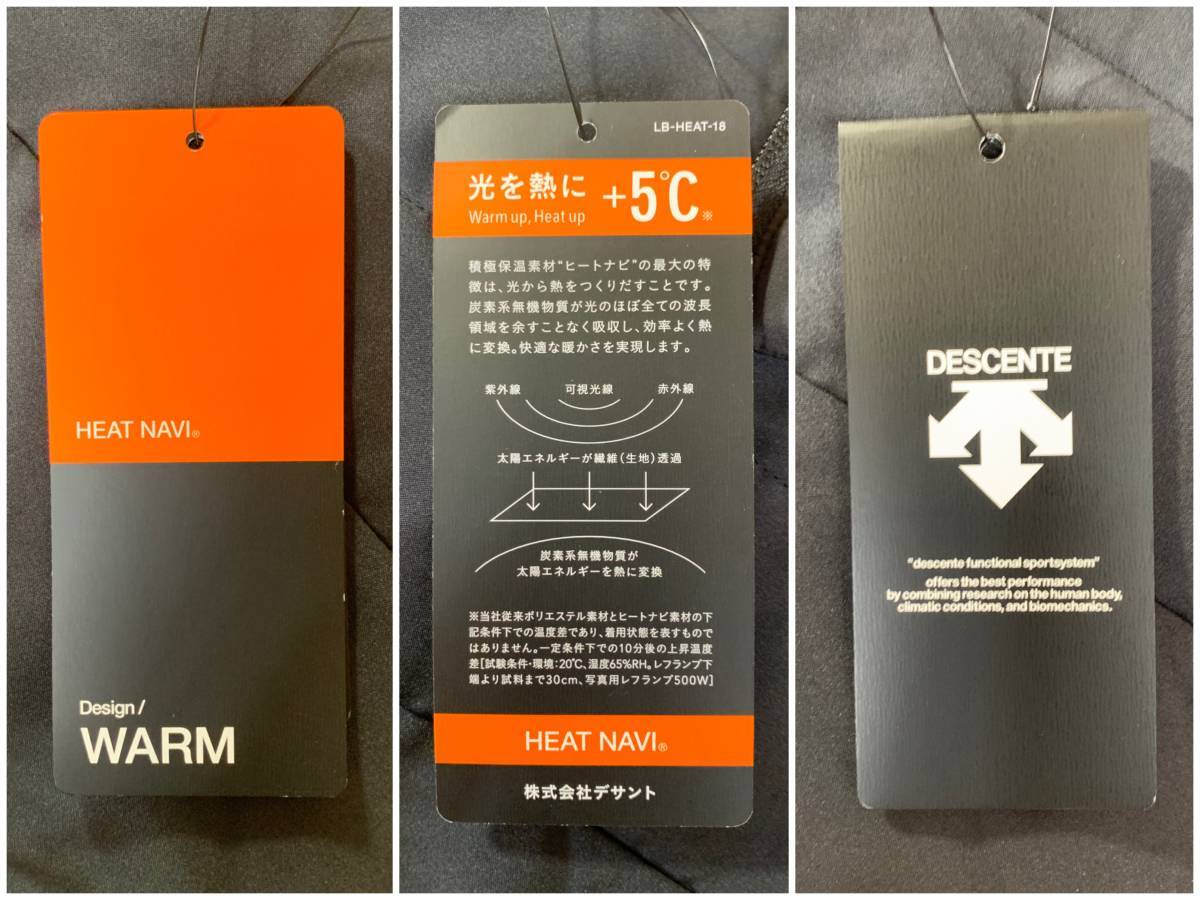 HEAT NAVI®
Design /
WARM
LB-HEAT-18
光を熱に
Warm up, Heat up
+5℃※
積極保温素材“ヒートナビ”の最大の特
徴は、光から熱をつくりだすことです。
炭素系無機物質が光のほぼ全ての波長
領域を余すことなく吸収し、効率よく熱
に変換。快適な暖かさを実現します。
紫外線 可視光線 赤外線
太陽エネルギーが繊維(生地)透過
炭素系無機物質が
太陽エネルギーを熱に変換
※当社従来ポリエステル素材とヒートナビ素材の下
記条件下での温度差であり、着用状態を表すもので
はありません。一定条件下での10分後の上昇温度
差[試験条件・環境:20℃、湿度65%RH。レフランプ下
端より試料まで30cm、写真用レフランプ500W]
HEAT NAVI®
株式会社デサント
DESCENTE
"descente functional sportsystem"
offers the best performance
by combining research on the human body,
climatic conditions, and biomechanics.